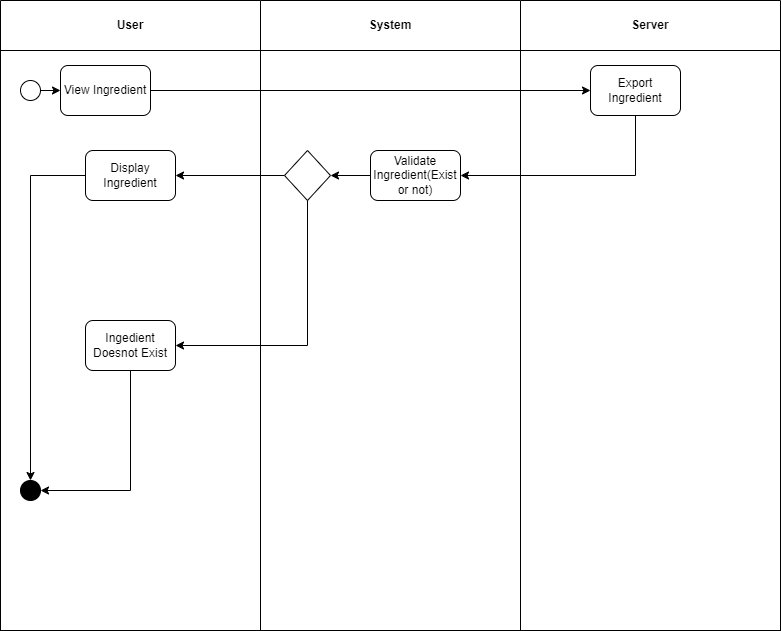 User
System
Server
View Ingredient
Export
Ingredient
Display
Ingredient
Validate
Ingredient(Exist
or not)
Ingedient
Doesnot Exist